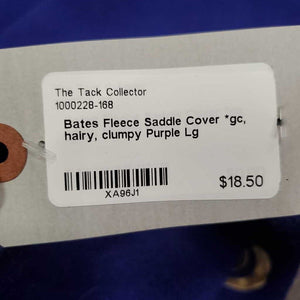 The Tack Collector
1000228-168
Bates Fleece Saddle Cover *gc,
hairy, clumpy Purple Lg
XA96J1
$18.50